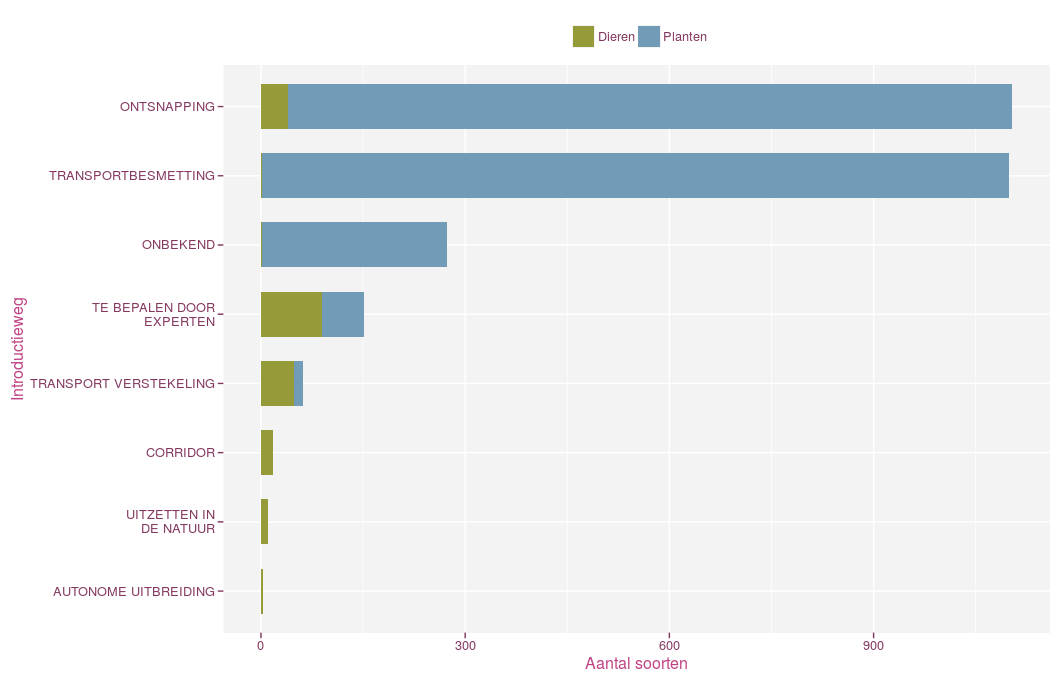 Dieren Planten
ONTSNAPPING
TRANSPORTBESMETTING
ONBEKEND
TE BEPALEN DOOR
EXPERTEN
TRANSPORT VERSTEKELING
CORRIDOR
UITZETTEN IN
DE NATUUR
AUTONOME UITBREIDING
Introductieweg
0 300 600 900
Aantal soorten